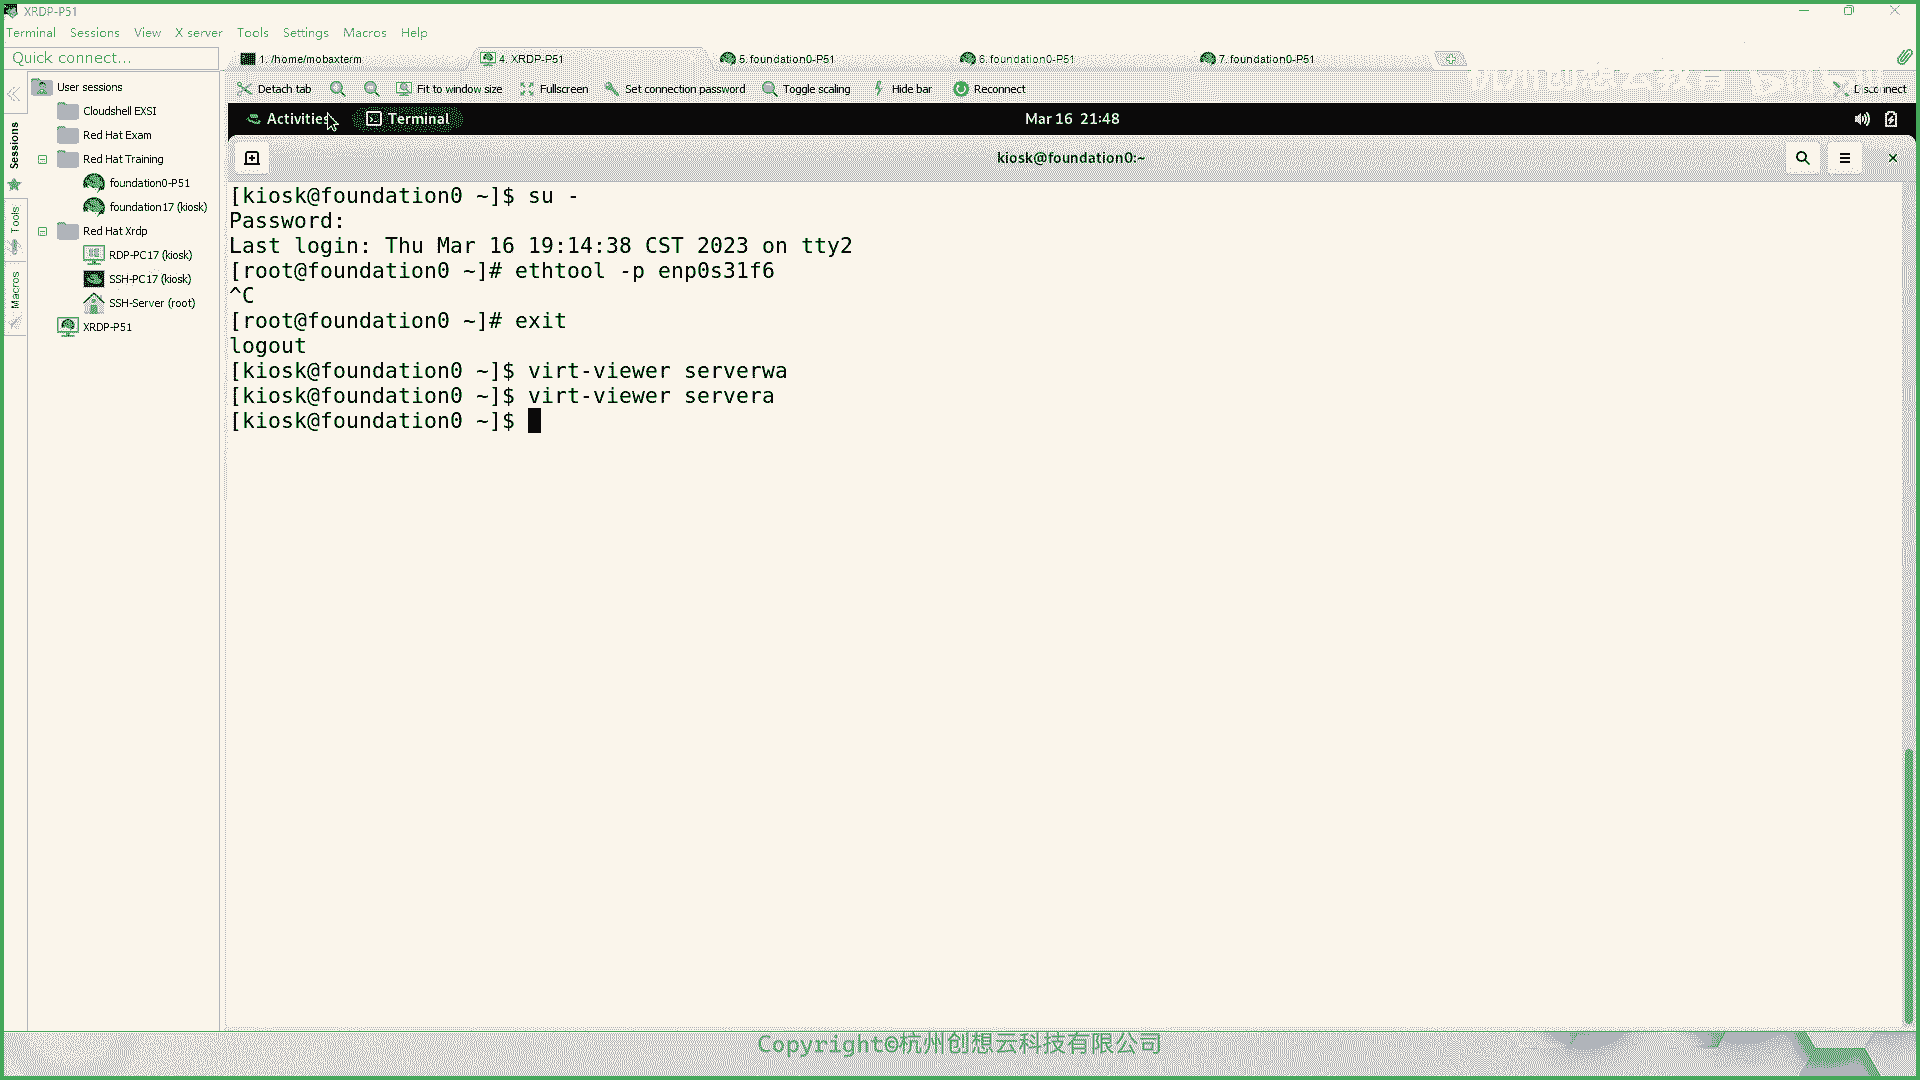 XRDP-P51
Terminal Sessions View X server Tools Settings Macros Help
Quick connect...
1. /home/mobaxterm
4. XRDP-P51
5. foundation0-P51
6. foundation0-P51
7. foundation0-P51
Detach tab
Fit to window size
Fullscreen
Set connection password
Toggle scaling
Hide bar
Reconnect
Sessions
Tools
Macros
User sessions
Cloudshell EXSI
Red Hat Exam
Red Hat Training
foundation0-P51
foundation17 (kiosk)
Red Hat Xrdp
RDP-PC17 (kiosk)
SSH-PC17 (kiosk)
SSH-Server (root)
XRDP-P51
Activities
Terminal
Mar 16 21:48
kiosk@foundation0:~
[kiosk@foundation0 ~]$ su -
Password:
Last login: Thu Mar 16 19:14:38 CST 2023 on tty2
[root@foundation0 ~]# ethtool -p enp0s31f6
^C
[root@foundation0 ~]# exit
logout
[kiosk@foundation0 ~]$ virt-viewer serverwa
[kiosk@foundation0 ~]$ virt-viewer servera
[kiosk@foundation0 ~]$
Copyright©杭州创想云科技有限公司